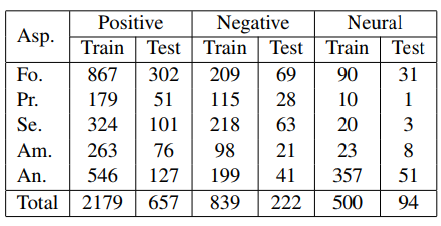 Asp. Positive Negative Neural
Train Test Train Test Train Test
Fo. 867 302 209 69 90 31
Pr. 179 51 115 28 10 1
Se. 324 101 218 63 20 3
Am. 263 76 98 21 23 8
An. 546 127 199 41 357 51
Total 2179 657 839 222 500 94